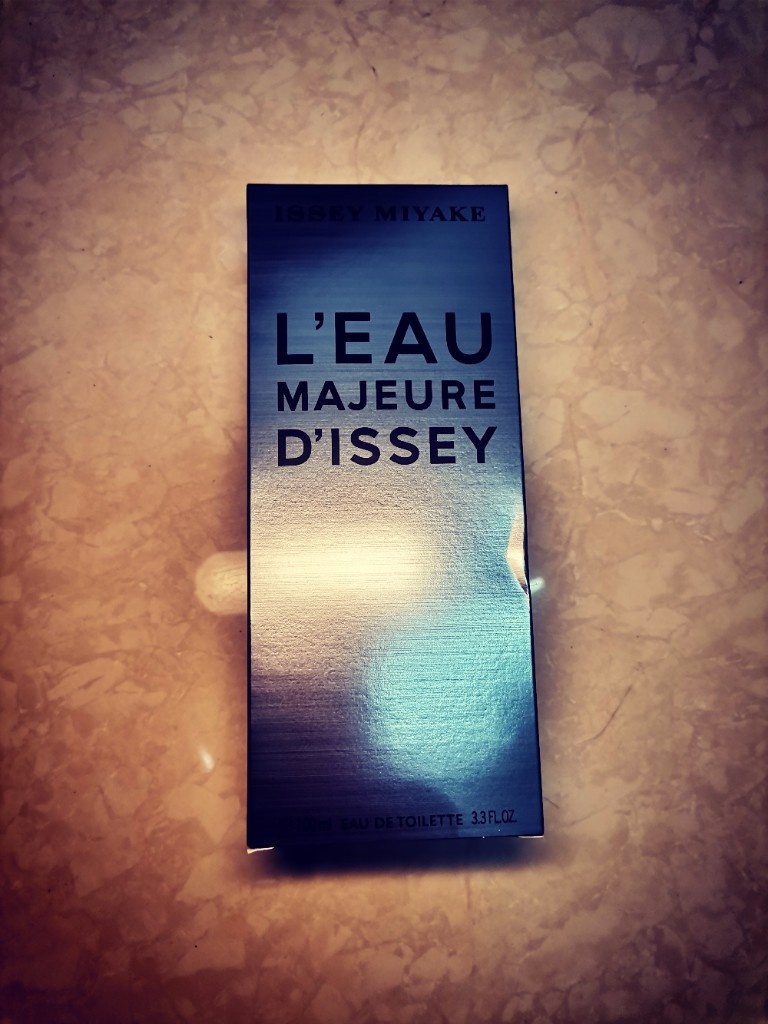 ISSEY MIYAKE
L'EAU
MAJEURE
D'ISSEY
EAU DE TOILETTE 3.3 FL.OZ.